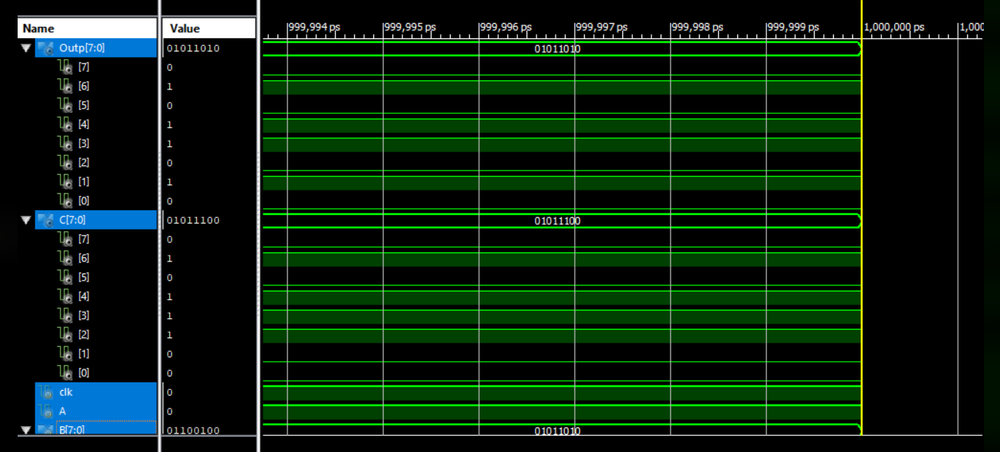 Name Value 999,994 ps 999,995 ps 999,996 ps 999,997 ps 999,998 ps 999,999 ps 1,000,000 ps 1,000
Outp[7:0] 01011010 01011010
[7] 0
[6] 1
[5] 0
[4] 1
[3] 1
[2] 0
[1] 1
[0] 0
C[7:0] 01011100 01011100
[7] 0
[6] 1
[5] 0
[4] 1
[3] 1
[2] 1
[1] 0
[0] 0
clk 0
A 0
B[7:0] 01100100 01011010